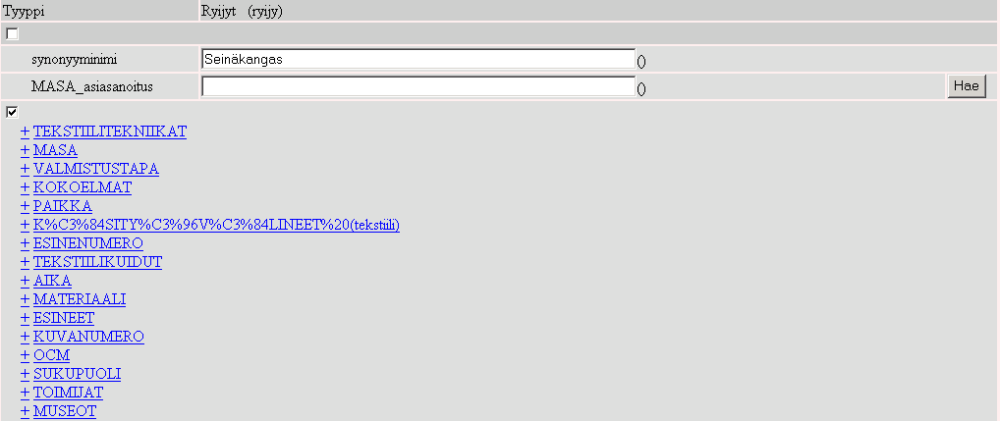 Tyyppi Ryijyt (ryijy)
synonyyminimi Seinäkangas ()
MASA_asiasanoitus () Hae
+ TEKSTIILITEKNIIKAT
+ MASA
+ VALMISTUSTAPA
+ KOKOELMAT
+ PAIKKA
+ K%C3%84SITY%C3%96V%C3%84LINEET%20(tekstiili)
+ ESINENUMERO
+ TEKSTIILIKUIDUT
+ AIKA
+ MATERIAALI
+ ESINEET
+ KUVANUMERO
+ OCM
+ SUKUPUOLI
+ TOIMIJAT
+ MUSEOT